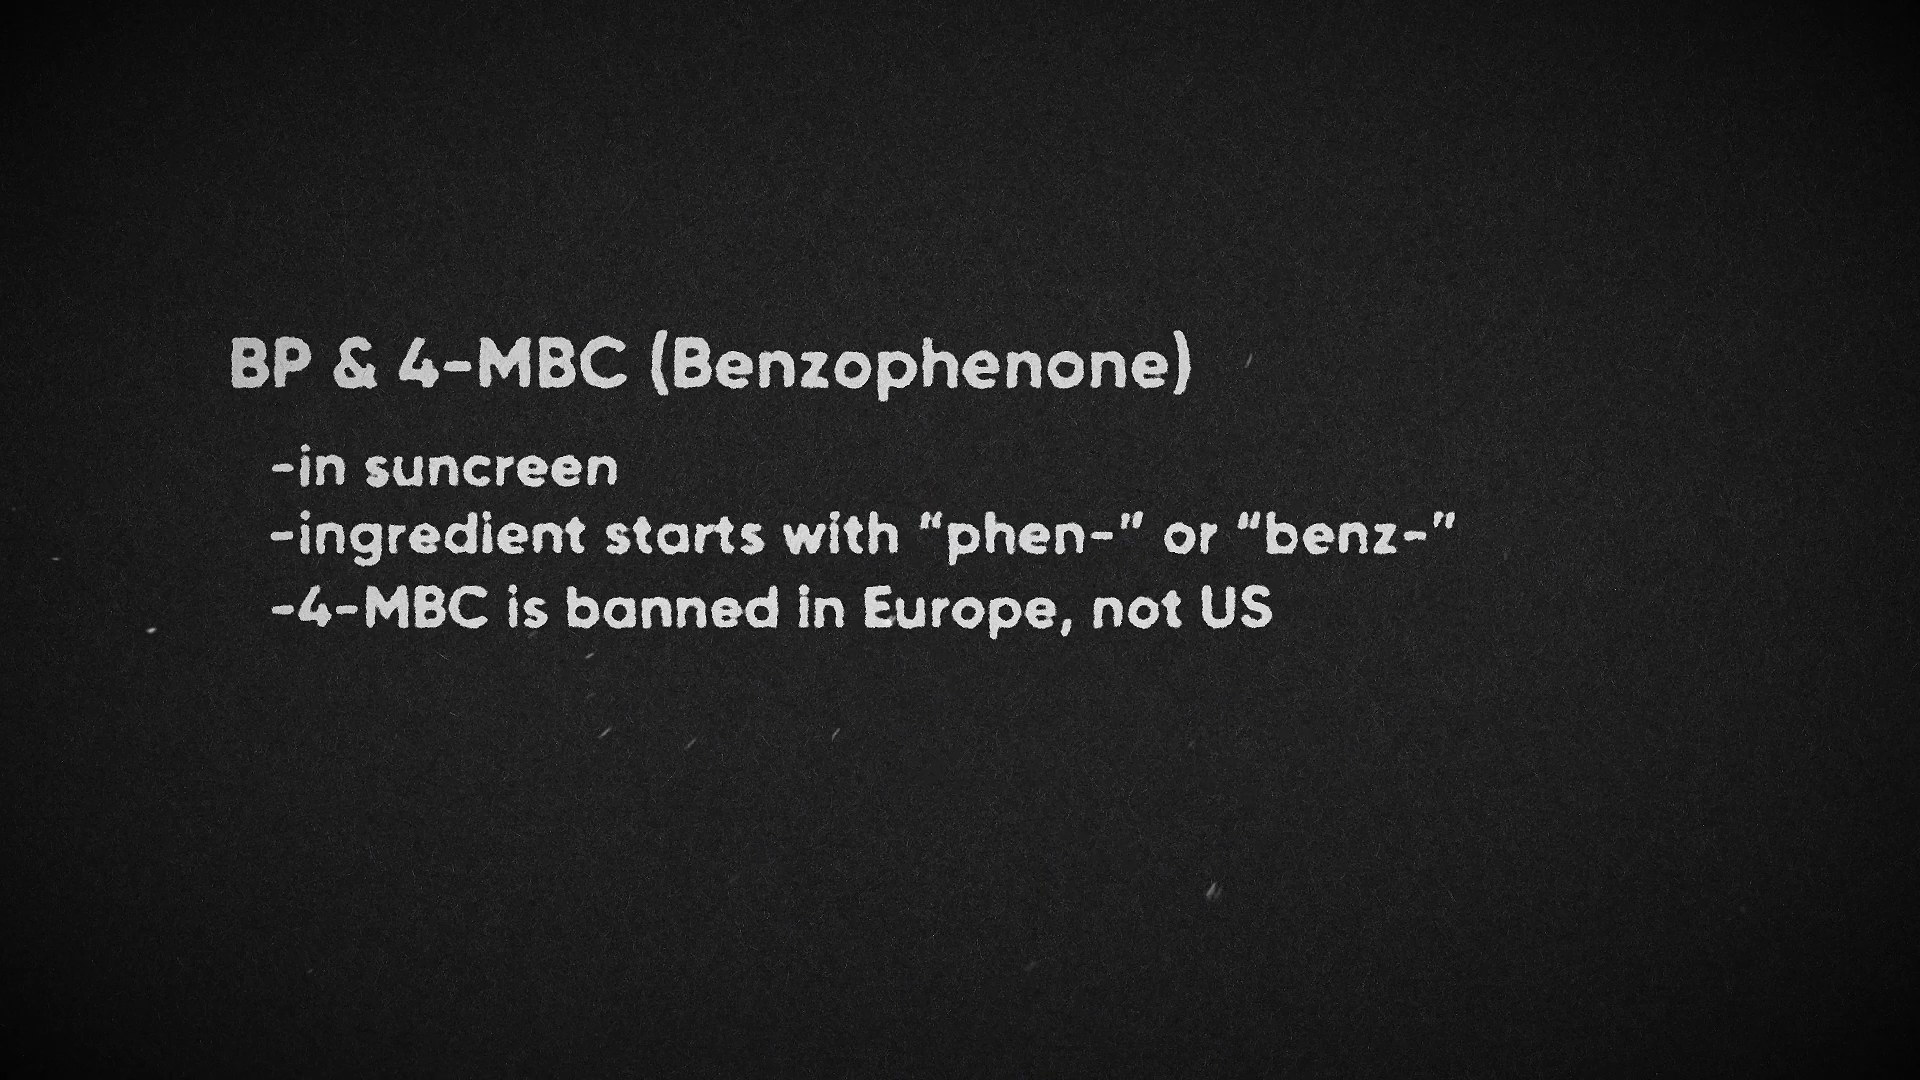 BP & 4-MBC (Benzophenone)
-in suncreen
-ingredient starts with “phen-” or “benz-”
-4-MBC is banned in Europe, not US